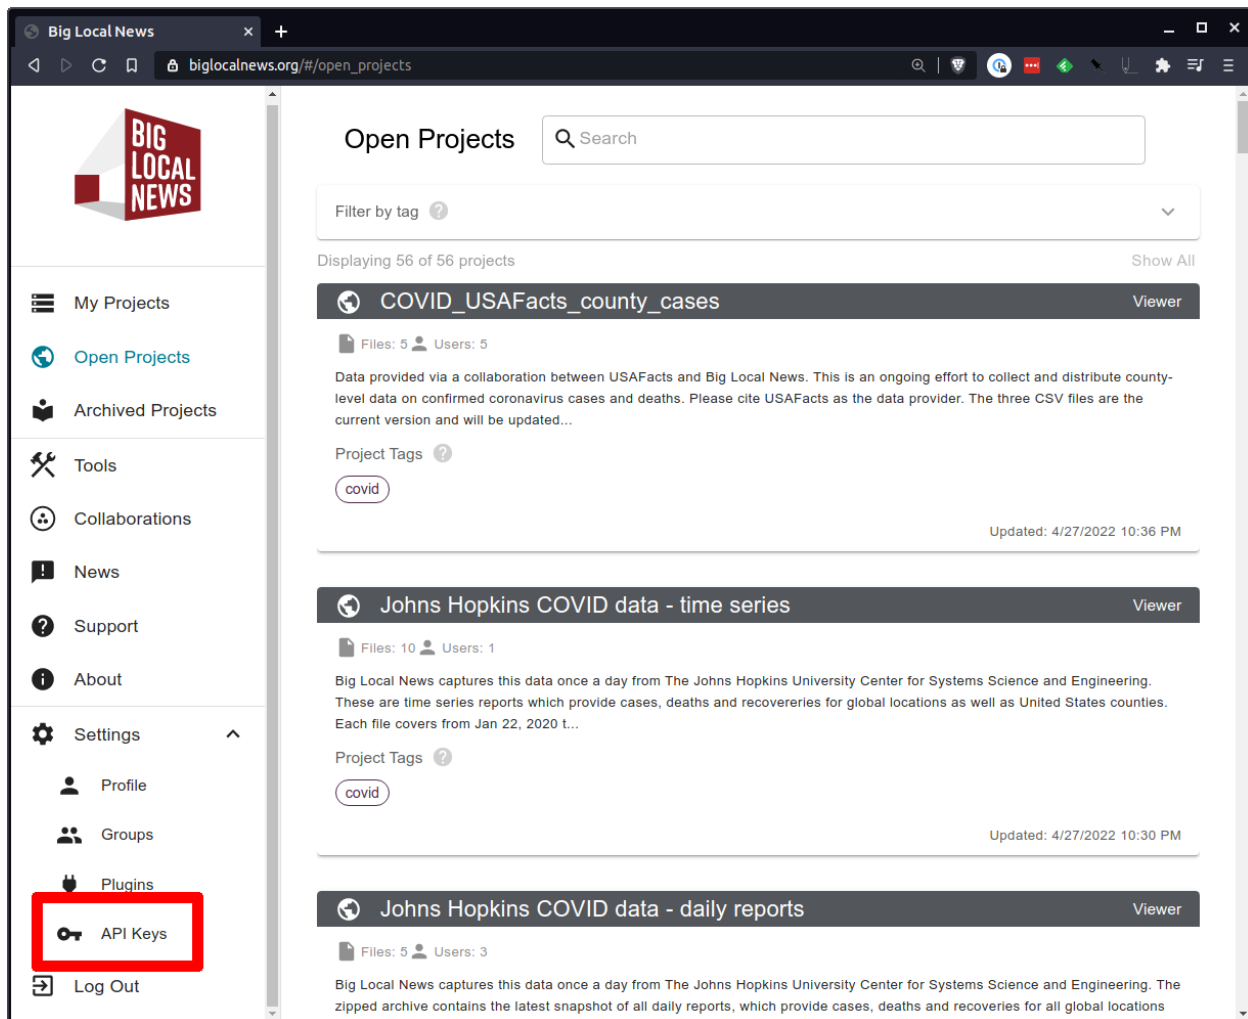 Big Local News
biglocalnews.org/#/open_projects
BIG
LOCAL
NEWS
My Projects
Open Projects
Archived Projects
Tools
Collaborations
News
Support
About
Settings
Profile
Groups
Plugins
API Keys
Log Out
Open Projects
Search
Filter by tag ?
Displaying 56 of 56 projects
Show All
COVID_USAFacts_county_cases
Viewer
Files: 5 Users: 5
Data provided via a collaboration between USAFacts and Big Local News. This is an ongoing effort to collect and distribute county-
level data on confirmed coronavirus cases and deaths. Please cite USAFacts as the data provider. The three CSV files are the
current version and will be updated...
Project Tags ?
covid
Updated: 4/27/2022 10:36 PM
Johns Hopkins COVID data - time series
Viewer
Files: 10 Users: 1
Big Local News captures this data once a day from The Johns Hopkins University Center for Systems Science and Engineering.
These are time series reports which provide cases, deaths and recovereries for global locations as well as United States counties.
Each file covers from Jan 22, 2020 t...
Project Tags ?
covid
Updated: 4/27/2022 10:30 PM
Johns Hopkins COVID data - daily reports
Viewer
Files: 5 Users: 3
Big Local News captures this data once a day from The Johns Hopkins University Center for Systems Science and Engineering. The
zipped archive contains the latest snapshot of all daily reports, which provide cases, deaths and recoveries for all global locations